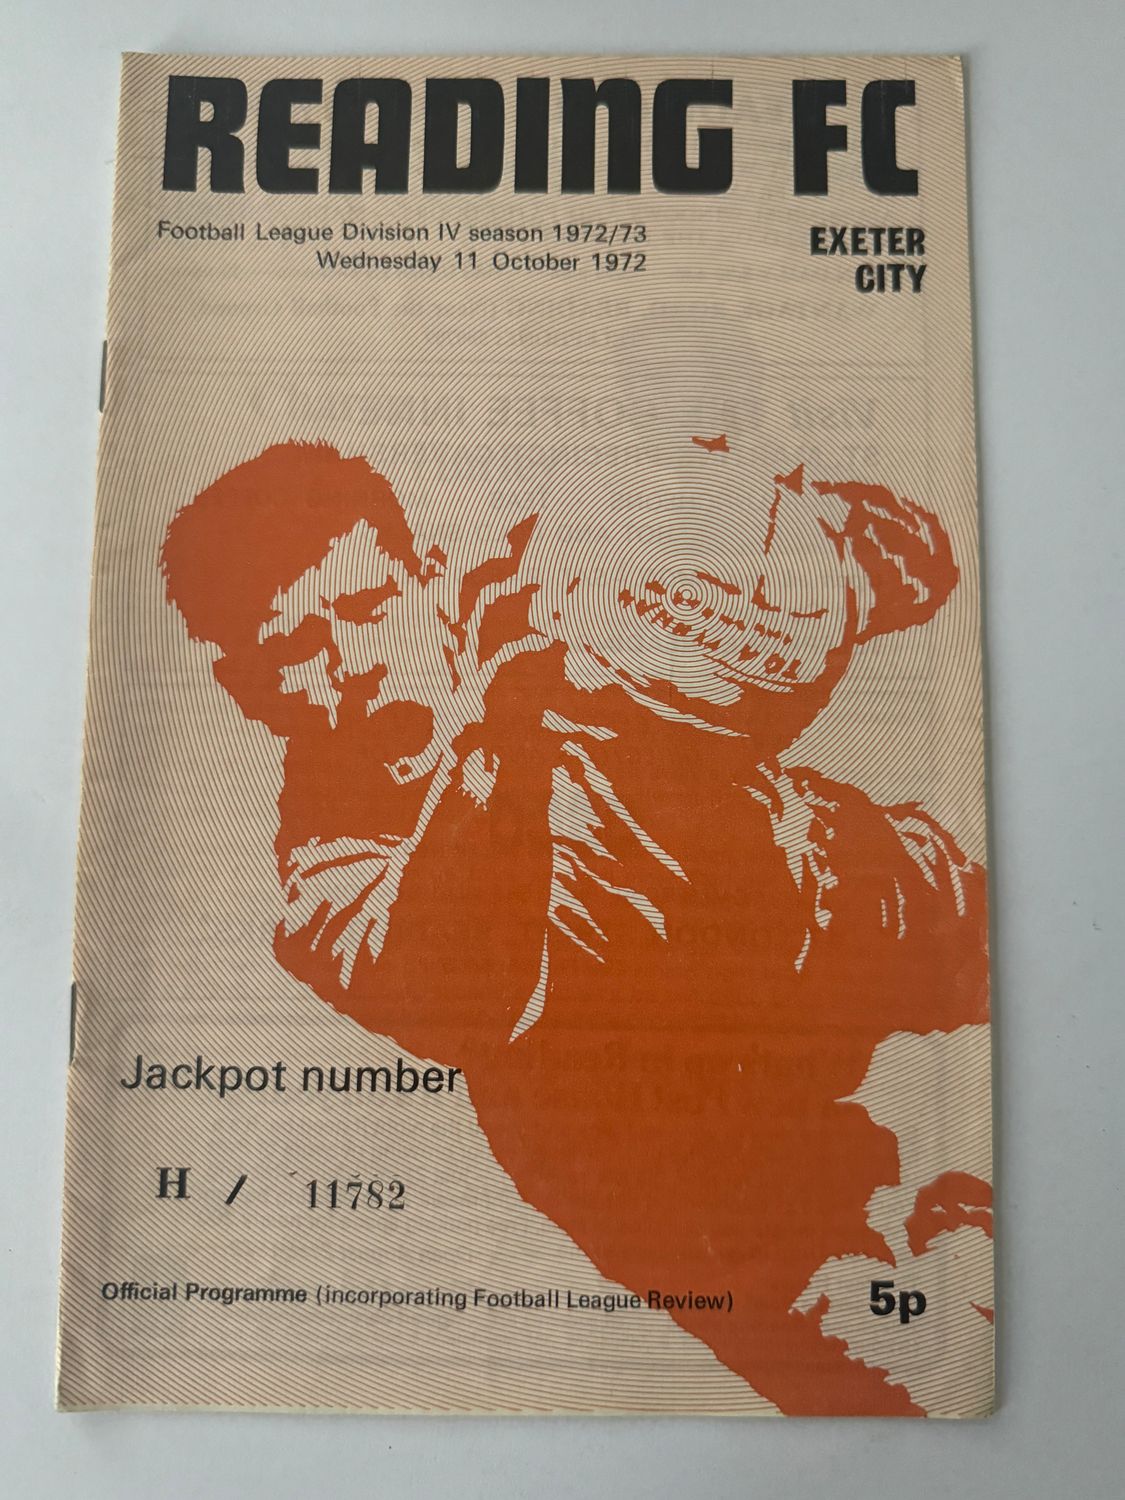 READING FC
Football League Division IV season 1972/73
Wednesday 11 October 1972
EXETER
CITY
Jackpot number
H / 11782
Official Programme (incorporating Football League Review)
5p